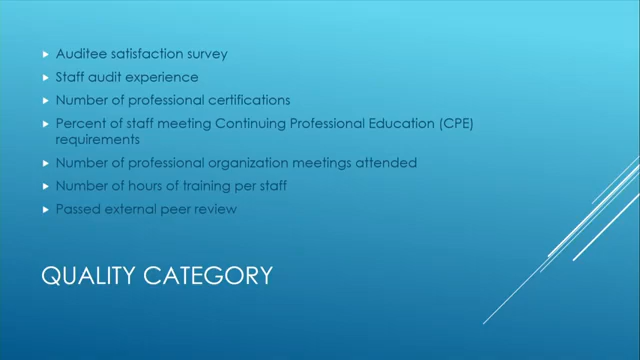 Auditee satisfaction survey
Staff audit experience
Number of professional certifications
Percent of staff meeting Continuing Professional Education (CPE)
requirements
Number of professional organization meetings attended
Number of hours of training per staff
Passed external peer review
QUALITY CATEGORY